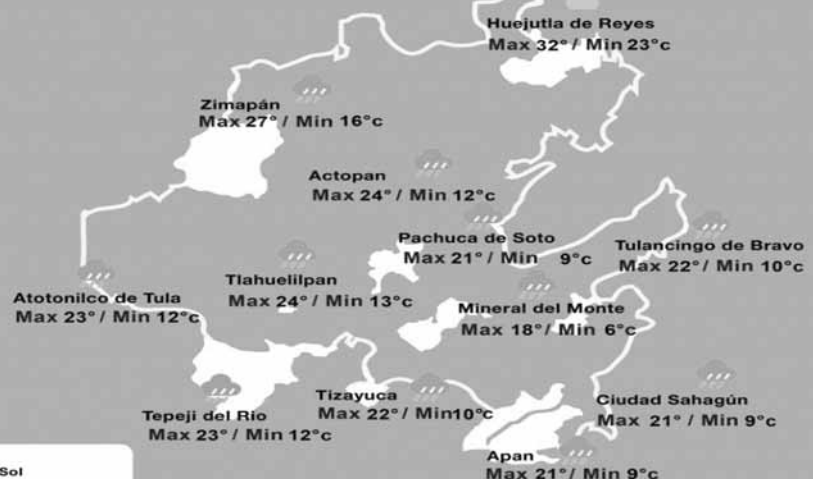 Huejutla de Reyes
Max 32° / Min 23°c
Zimapán
Max 27° / Min 16°c
Actopan
Max 24° / Min 12°c
Pachuca de Soto
Max 21° / Min 9°c
Tulancingo de Bravo
Max 22° / Min 10°c
Tlahuelilpan
Max 24° / Min 13°c
Atotonilco de Tula
Max 23° / Min 12°c
Mineral del Monte
Max 18° / Min 6°c
Tizayuca
Max 22° / Min10°c
Ciudad Sahagún
Max 21° / Min 9°c
Tepeji del Rio
Max 23° / Min 12°c
Apan
Max 21° / Min 9°c
Sol